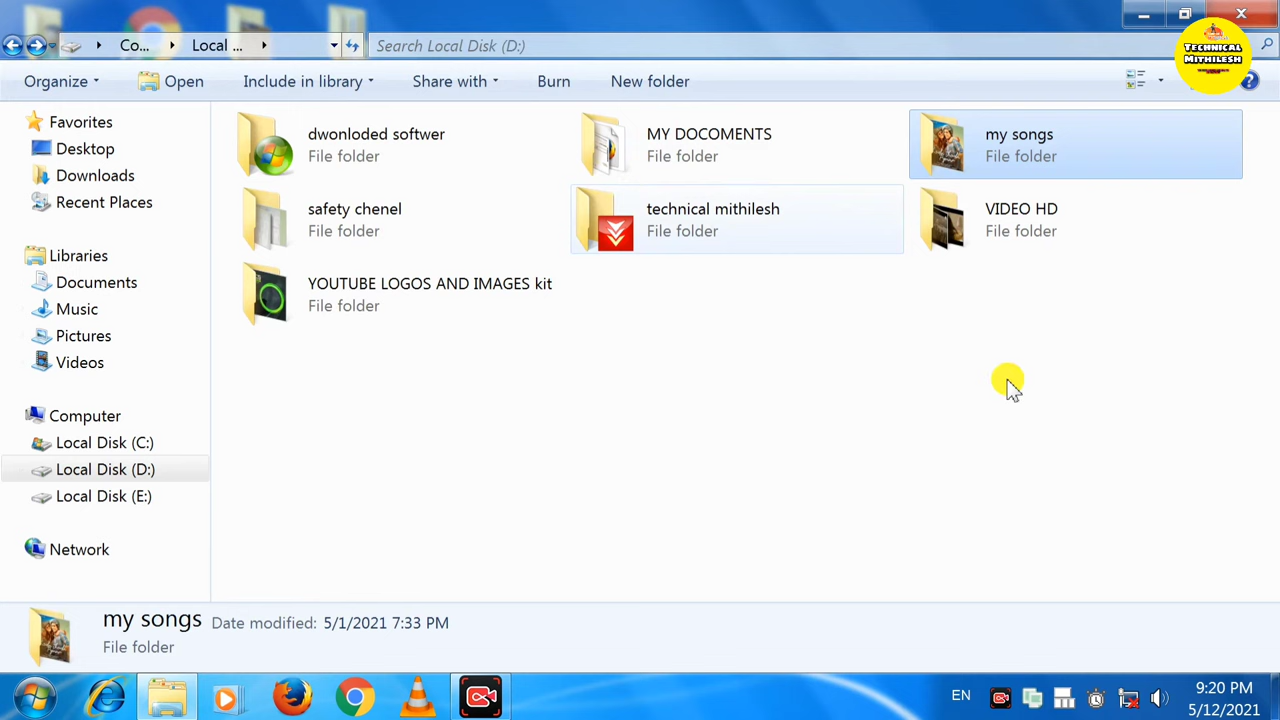 Co...
Local ...
Search Local Disk (D:)
TECHNICAL
MITHILESH
Organize
Open
Include in library
Share with
Burn
New folder
Favorites
Desktop
Downloads
Recent Places
Libraries
Documents
Music
Pictures
Videos
Computer
Local Disk (C:)
Local Disk (D:)
Local Disk (E:)
Network
dwonloded softwer
File folder
MY DOCOMENTS
File folder
my songs
File folder
safety chenel
File folder
technical mithilesh
File folder
VIDEO HD
File folder
YOUTUBE LOGOS AND IMAGES kit
File folder
my songs Date modified: 5/1/2021 7:33 PM
File folder
EN
9:20 PM
5/12/2021